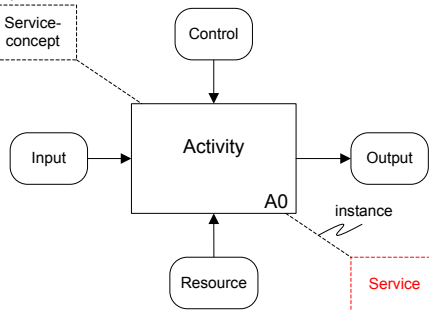 Service-
concept
Control
Input
Activity
Output
A0
instance
Resource
Service